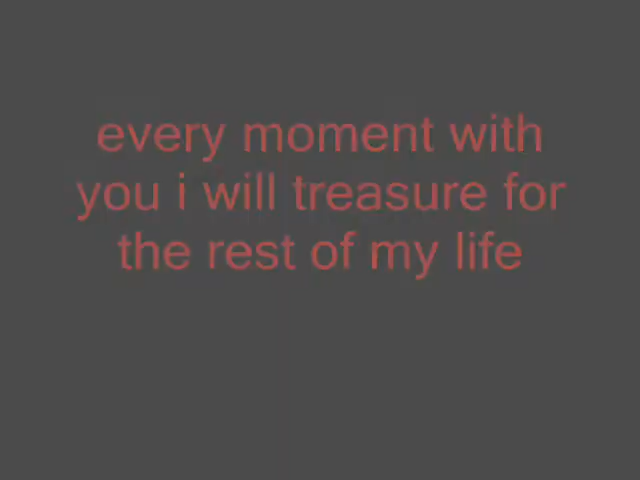 every moment with
you i will treasure for
the rest of my life